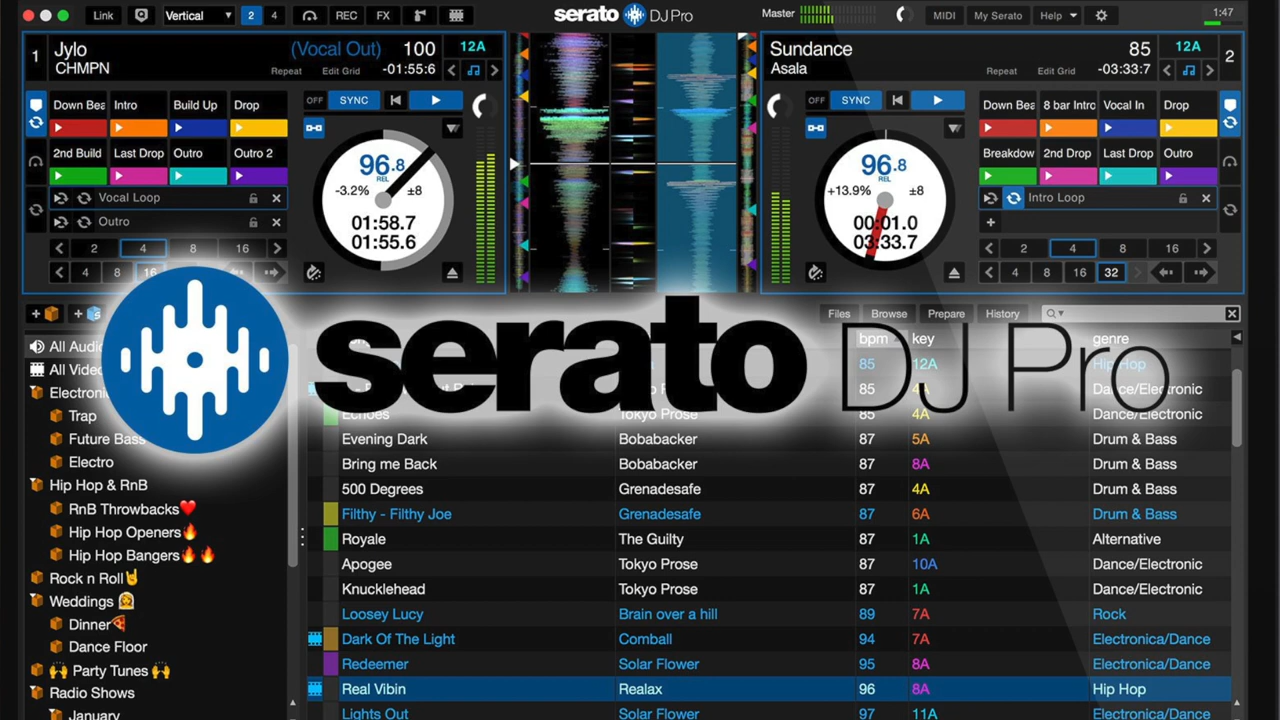 Link Vertical 2 4 REC FX serato DJ Pro Master MIDI My Serato Help 1:47
1 Jylo (Vocal Out) 100 12A
CHMPN Repeat Edit Grid -01:55:6
Sundance 85 12A 2
Asala Repeat Edit Grid -03:33:7
Down Bea Intro Build Up Drop OFF SYNC
2nd Build Last Drop Outro Outro 2
Vocal Loop
Outro
2 4 8 16
4 8 16
96.8
REL
-3.2% ±8
01:58.7
01:55.6
OFF SYNC Down Bea 8 bar Intro Vocal In Drop
Breakdow 2nd Drop Last Drop Outro
Intro Loop
2 4 8 16
4 8 16 32
96.8
REL
+13.9% ±8
00:01.0
03:33.7
Files Browse Prepare History
serato DJ Pro
All Audio
All Video
Electroni
Trap
Future Bass
Electro
Hip Hop & RnB
RnB Throwbacks❤️
Hip Hop Openers🔥
Hip Hop Bangers🔥🔥
Rock n Roll🤘
Weddings 👰
Dinner🍕
Dance Floor
🙌 Party Tunes 🙌
Radio Shows
January
bpm key genre
85 12A Hip Hop
85 4A Dance/Electronic
Echoes Tokyo Prose 85 4A Dance/Electronic
Evening Dark Bobabacker 87 5A Drum & Bass
Bring me Back Bobabacker 87 8A Drum & Bass
500 Degrees Grenadesafe 87 4A Drum & Bass
Filthy - Filthy Joe Grenadesafe 87 6A Drum & Bass
Royale The Guilty 87 1A Alternative
Apogee Tokyo Prose 87 10A Dance/Electronic
Knucklehead Tokyo Prose 87 1A Dance/Electronic
Loosey Lucy Brain over a hill 89 7A Rock
Dark Of The Light Comball 94 7A Electronica/Dance
Redeemer Solar Flower 95 8A Electronica/Dance
Real Vibin Realax 96 8A Hip Hop
Lights Out Solar Flower 97 11A Electronica/Dance